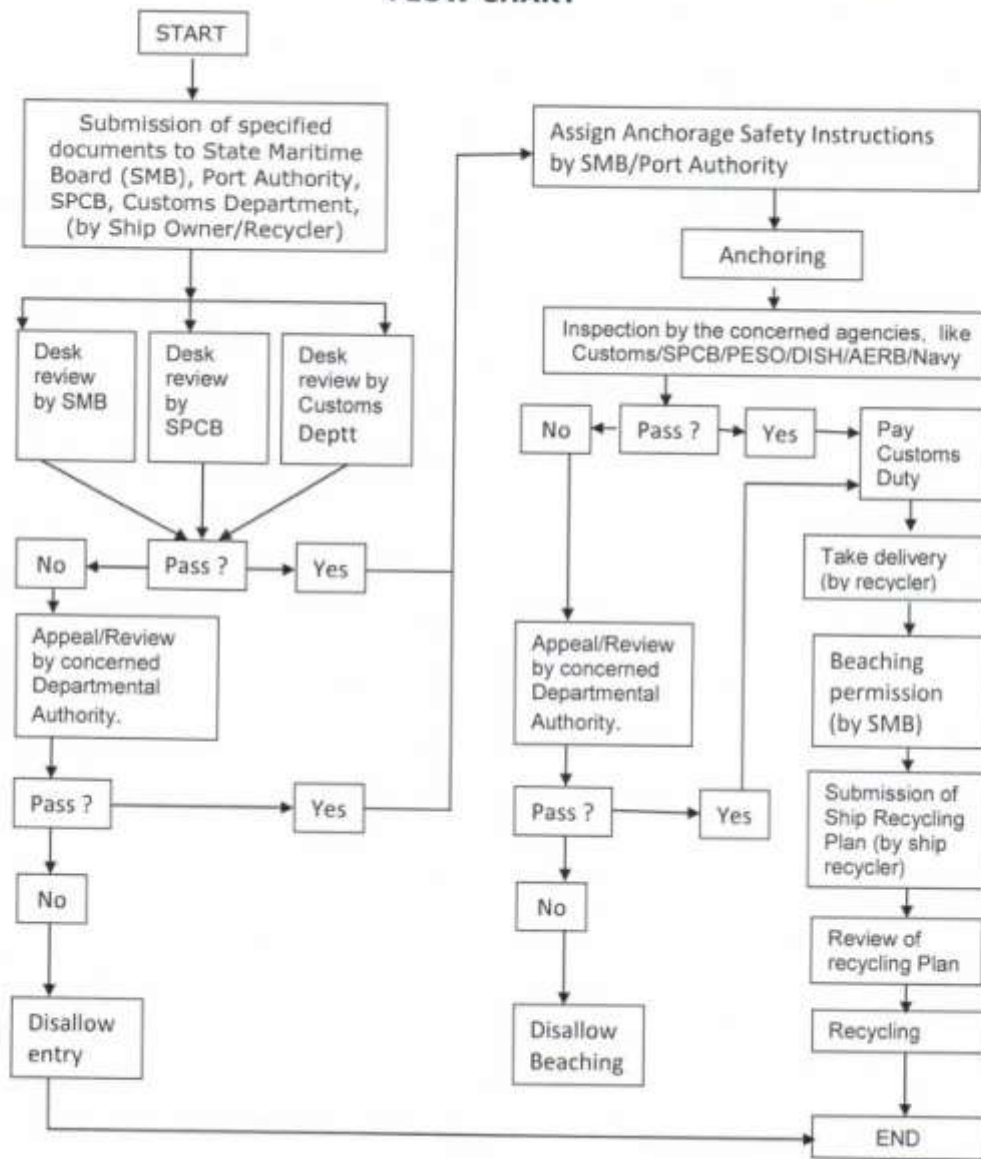 FLOW CHART
START
Submission of specified
documents to State Maritime
Board (SMB), Port Authority,
SPCB, Customs Department,
(by Ship Owner/Recycler)
Desk
review
by SMB
Desk
review
by
SPCB
Desk
review by
Customs
Deptt
Pass ?
No
Yes
Appeal/Review
by concerned
Departmental
Authority.
Pass ?
Yes
No
Disallow
entry
Assign Anchorage Safety Instructions
by SMB/Port Authority
Anchoring
Inspection by the concerned agencies, like
Customs/SPCB/PESO/DISH/AERB/Navy
No
Pass ?
Yes
Pay
Customs
Duty
Appeal/Review
by concerned
Departmental
Authority.
Pass ?
Yes
No
Disallow
Beaching
Take delivery
(by recycler)
Beaching
permission
(by SMB)
Submission of
Ship Recycling
Plan (by ship
recycler)
Review of
recycling Plan
Recycling
END